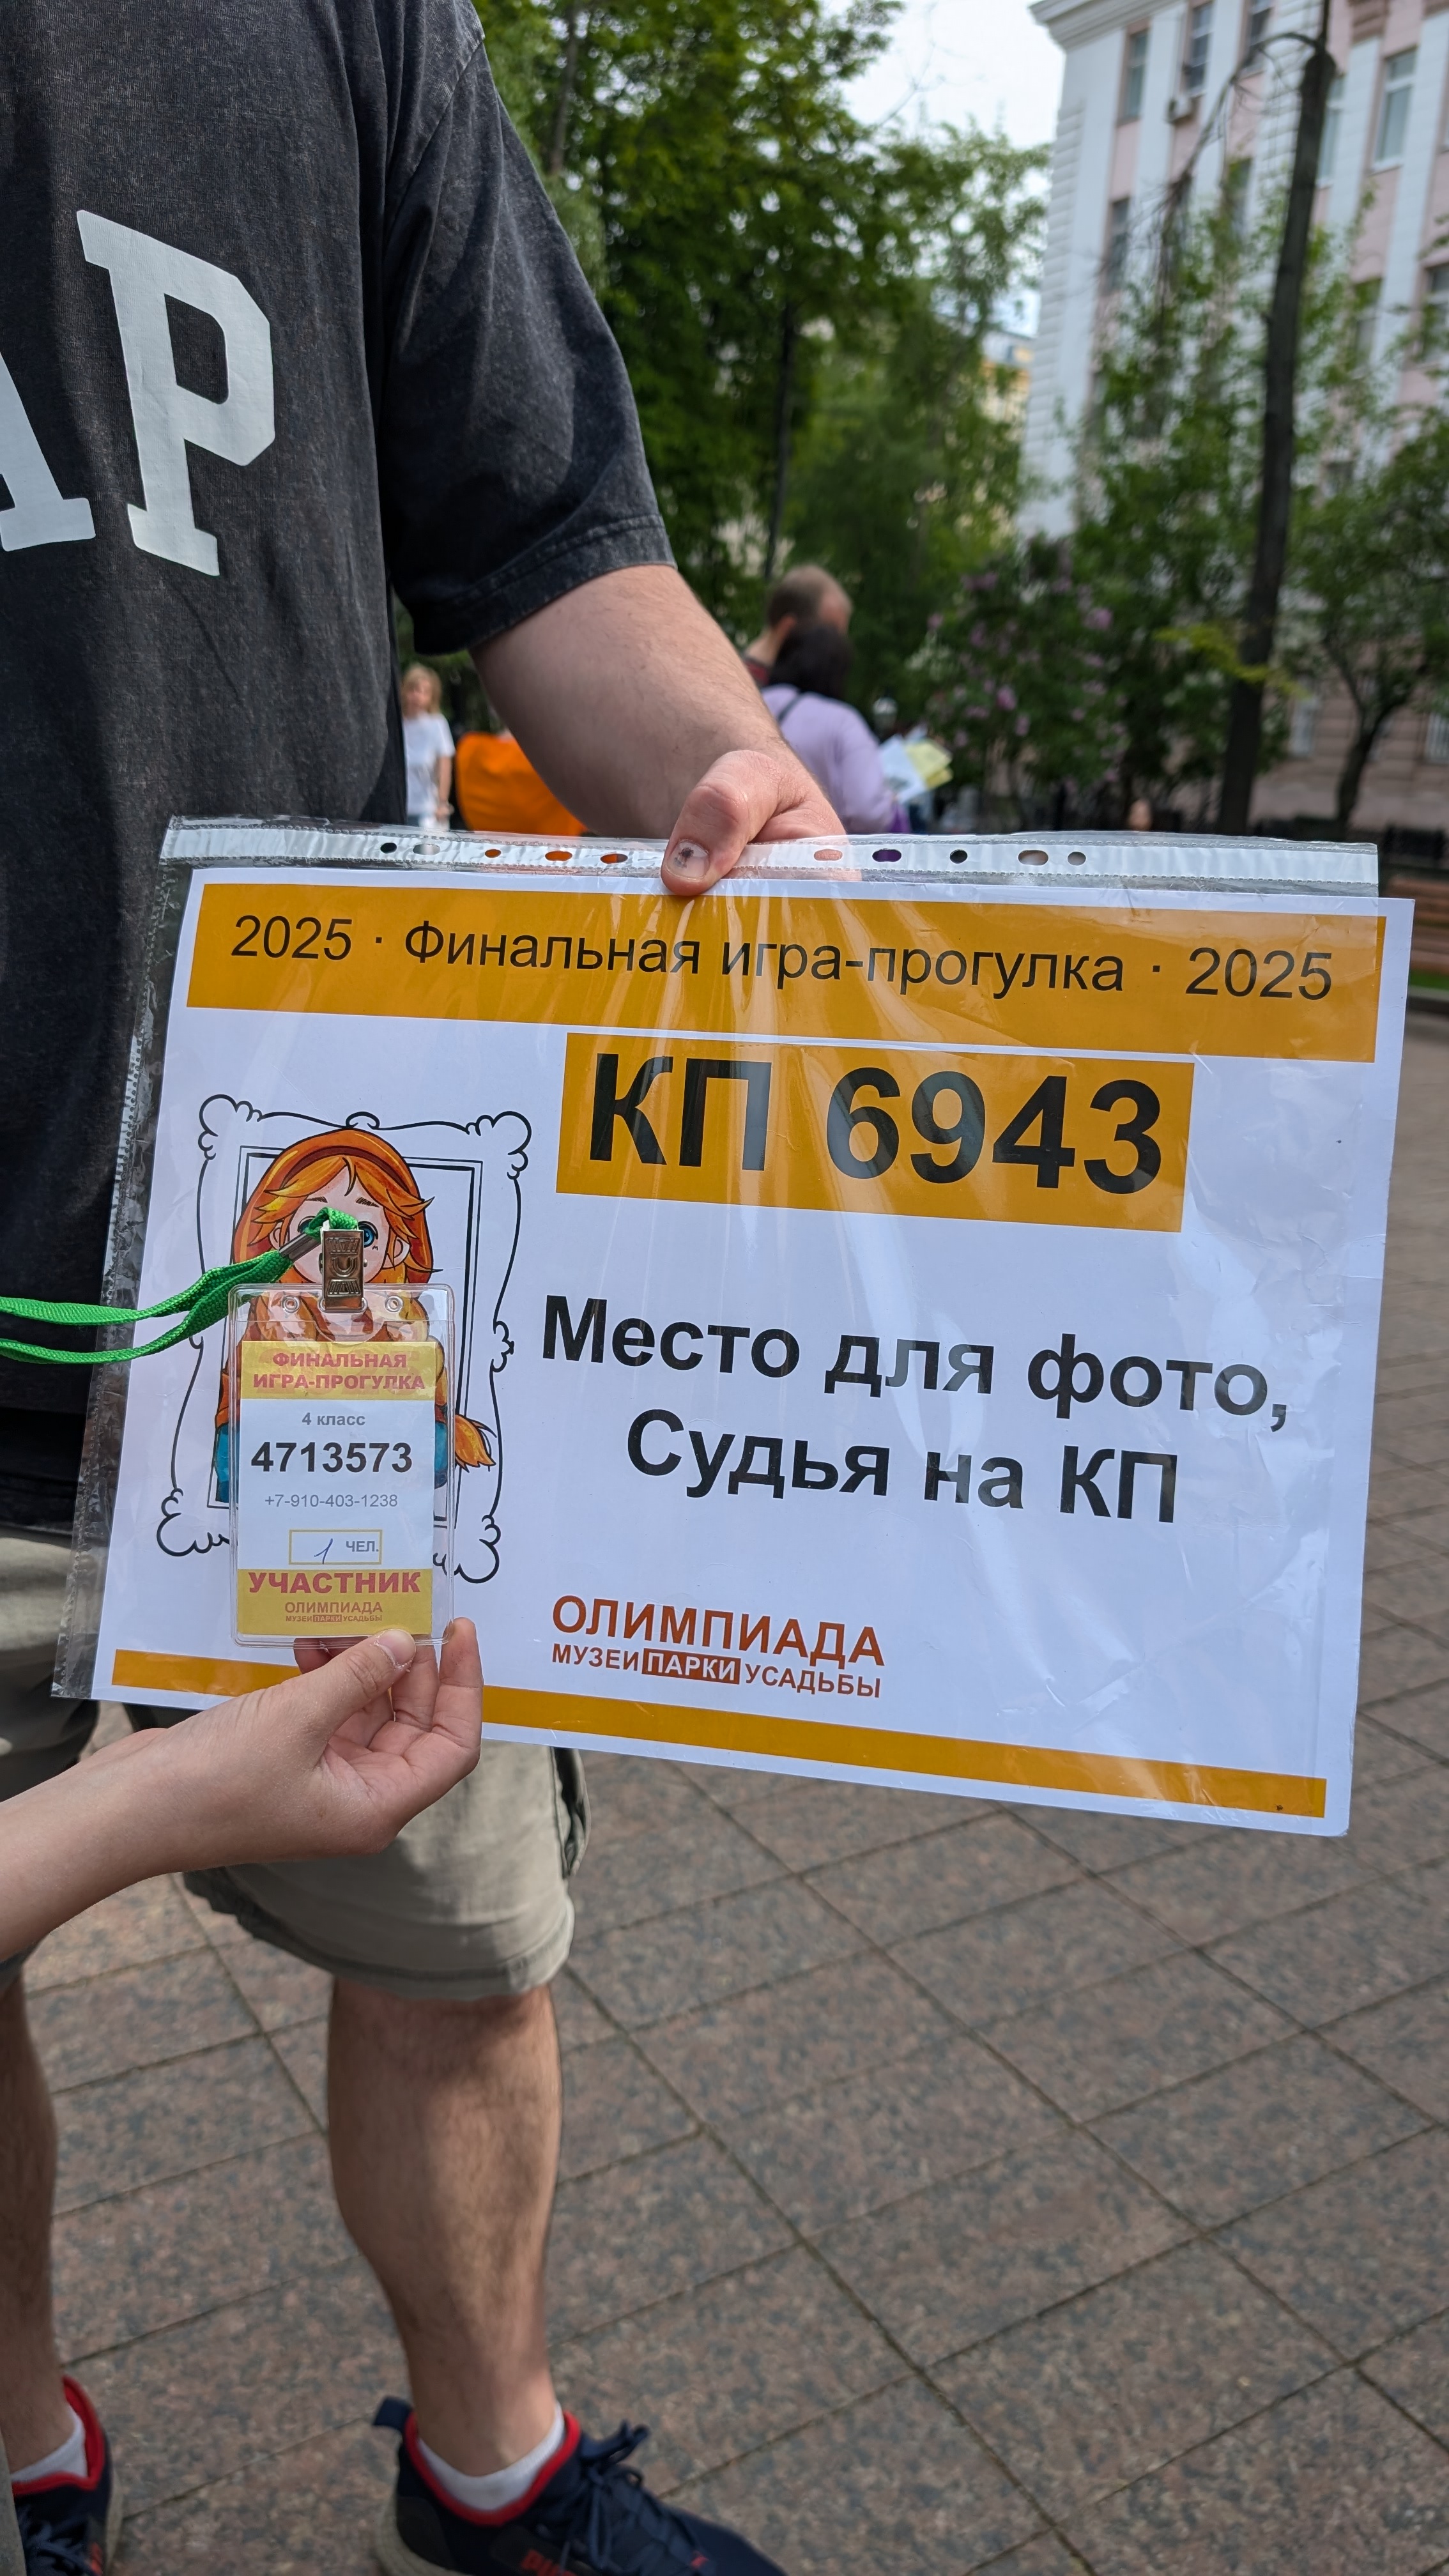 AP
2025 · Финальная игра-прогулка · 2025
КП 6943
Место для фото,
Судья на КП
ОЛИМПИАДА
МУЗЕИ ПАРКИ УСАДЬБЫ
ФИНАЛЬНАЯ
ИГРА-ПРОГУЛКА
4 класс
4713573
+7-910-403-1238
1 ЧЕЛ.
УЧАСТНИК
ОЛИМПИАДА
МУЗЕИ ПАРКИ УСАДЬБЫ